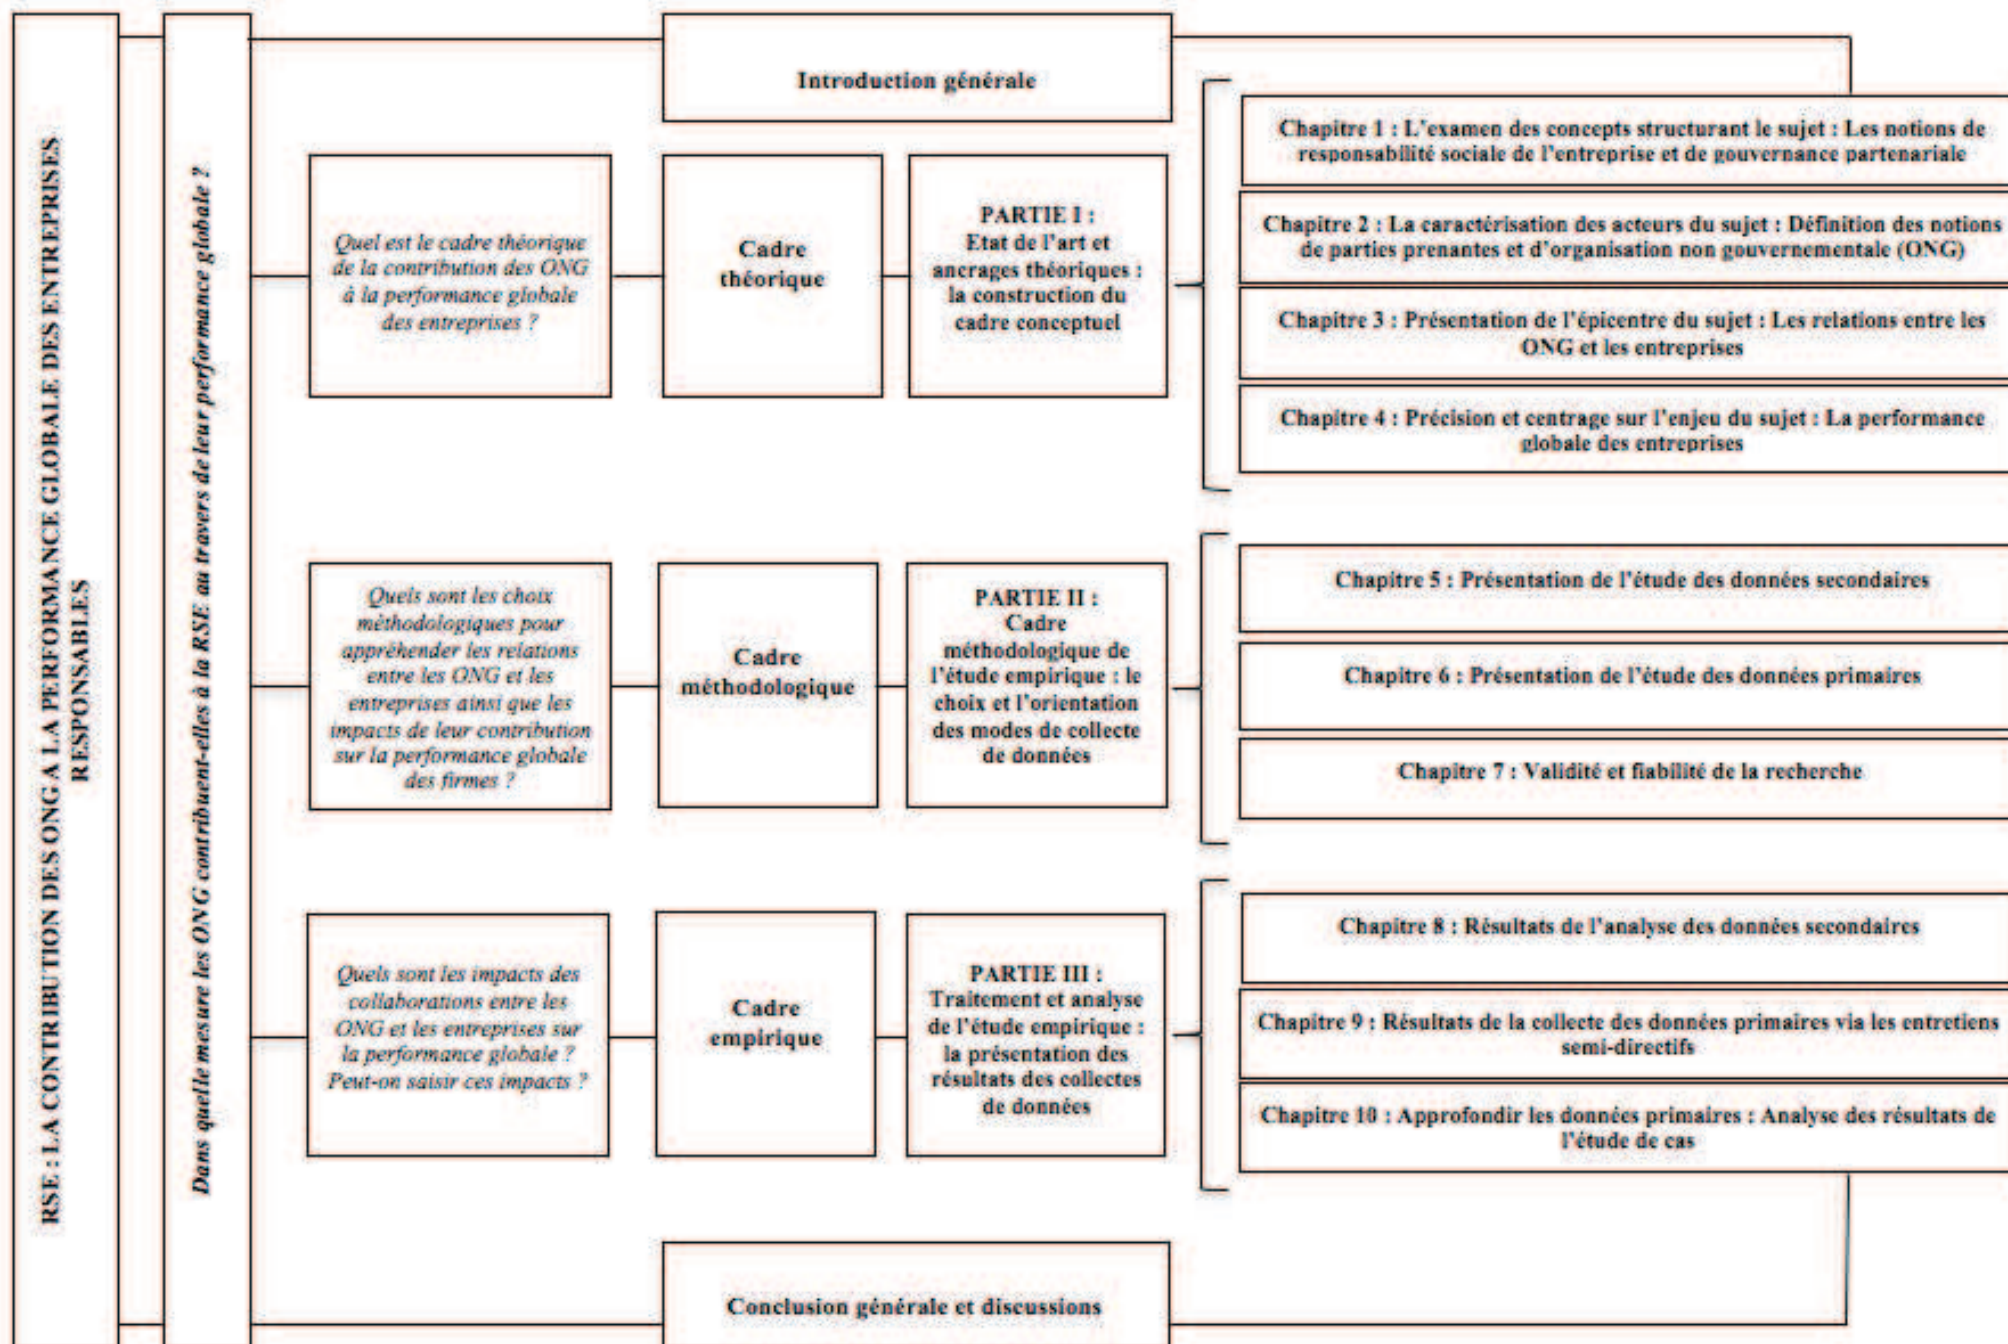 RSE : LA CONTRIBUTION DES ONG A LA PERFORMANCE GLOBALE DES ENTREPRISES
RESPONSABLES
Dans quelle mesure les ONG contribuent-elles à la RSE au travers de leur performance globale ?
Introduction générale
Quel est le cadre théorique
de la contribution des ONG
à la performance globale
des entreprises ?
Cadre
théorique
PARTIE I :
Etat de l'art et
ancrages théoriques :
la construction du
cadre conceptuel
Chapitre 1 : L'examen des concepts structurant le sujet : Les notions de
responsabilité sociale de l'entreprise et de gouvernance partenariale
Chapitre 2 : La caractérisation des acteurs du sujet : Définition des notions
de parties prenantes et d'organisation non gouvernementale (ONG)
Chapitre 3 : Présentation de l'épicentre du sujet : Les relations entre les
ONG et les entreprises
Chapitre 4 : Précision et centrage sur l'enjeu du sujet : La performance
globale des entreprises
Quels sont les choix
méthodologiques pour
appréhender les relations
entre les ONG et les
entreprises ainsi que les
impacts de leur contribution
sur la performance globale
des firmes ?
Cadre
méthodologique
PARTIE II :
Cadre
méthodologique de
l'étude empirique : le
choix et l'orientation
des modes de collecte
de données
Chapitre 5 : Présentation de l'étude des données secondaires
Chapitre 6 : Présentation de l'étude des données primaires
Chapitre 7 : Validité et fiabilité de la recherche
Quels sont les impacts des
collaborations entre les
ONG et les entreprises sur
la performance globale ?
Peut-on saisir ces impacts ?
Cadre
empirique
PARTIE III :
Traitement et analyse
de l'étude empirique :
la présentation des
résultats des collectes
de données
Chapitre 8 : Résultats de l'analyse des données secondaires
Chapitre 9 : Résultats de la collecte des données primaires via les entretiens
semi-directifs
Chapitre 10 : Approfondir les données primaires : Analyse des résultats de
l'étude de cas
Conclusion générale et discussions